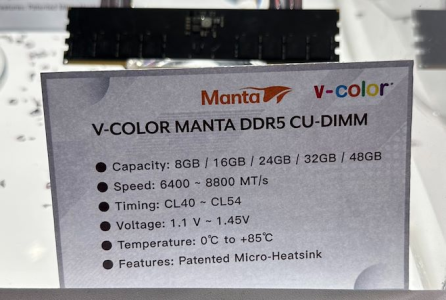 Manta v-color
V-COLOR MANTA DDR5 CU-DIMM
Capacity: 8GB / 16GB / 24GB / 32GB / 48GB
Speed: 6400 ~ 8800 MT/s
Timing: CL40 ~ CL54
Voltage: 1.1 V ~ 1.45V
Temperature: 0℃ to +85℃
Features: Patented Micro-Heatsink